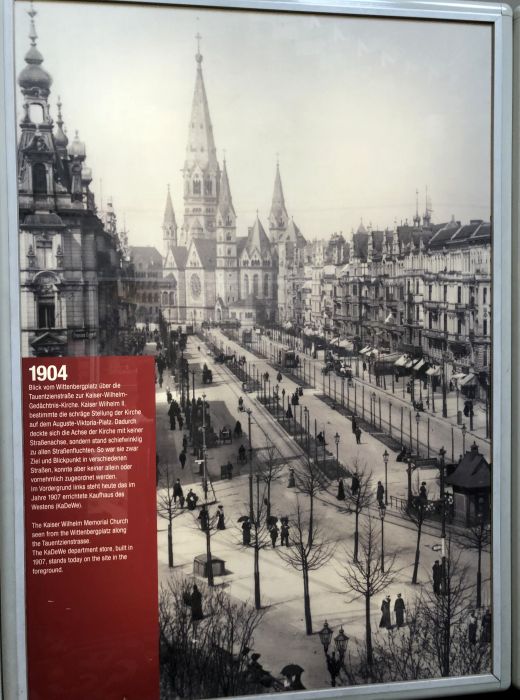 1904
Blick vom Wittenbergplatz über die
Tauentzienstraße zur Kaiser-Wilhelm-
Gedächtnis-Kirche. Kaiser Wilhelm II.
bestimmte die schräge Stellung der Kirche
auf dem Auguste-Viktoria-Platz. Dadurch
deckte sich die Achse der Kirche mit keiner
Straßenachse, sondern stand schiefwinklig
zu allen Straßenfluchten. So war sie zwar
Ziel und Blickpunkt in verschiedenen
Straßen, konnte aber keiner allein oder
vornehmlich zugeordnet werden.
Im Vordergrund links steht heute das im
Jahre 1907 errichtete Kaufhaus des
Westens (KaDeWe).
The Kaiser Wilhelm Memorial Church
seen from the Wittenbergplatz along
the Tauentzienstrasse.
The KaDeWe department store, built in
1907, stands today on the site in the
foreground.